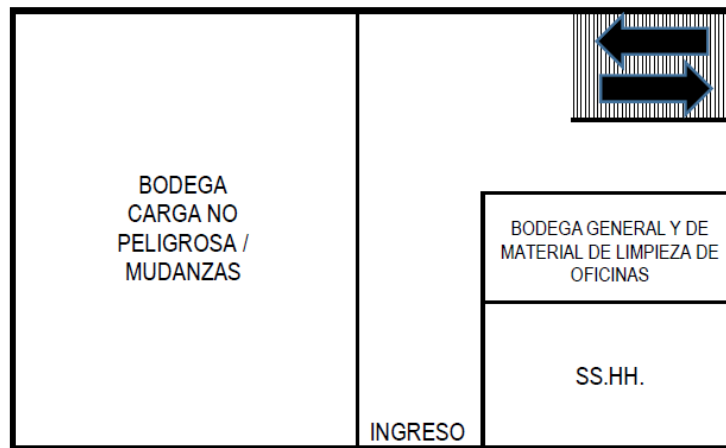 BODEGA
CARGA NO
PELIGROSA /
MUDANZAS
BODEGA GENERAL Y DE
MATERIAL DE LIMPIEZA DE
OFICINAS
SS.HH.
INGRESO